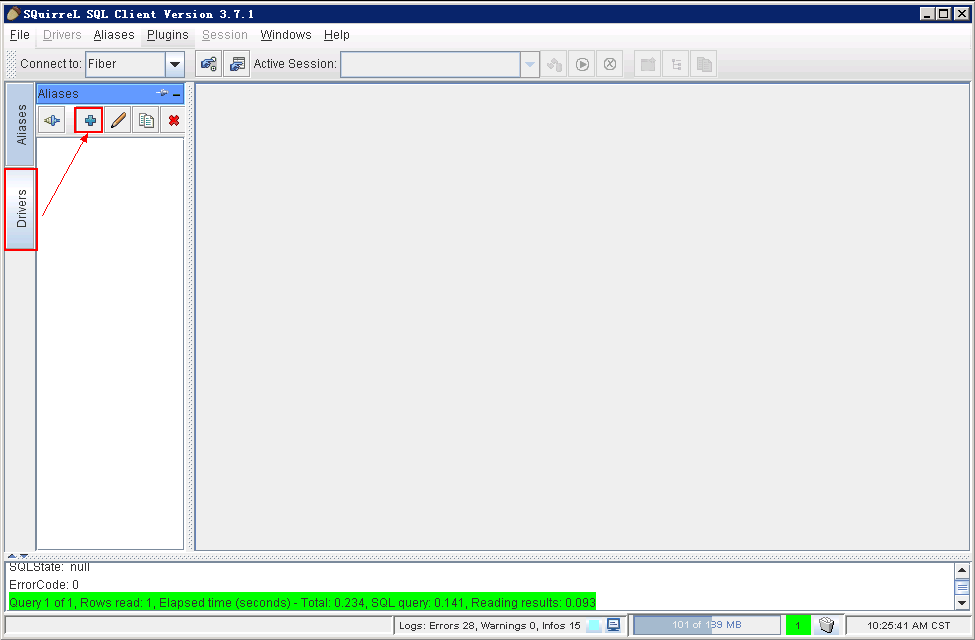 SQuirreL SQL Client Version 3.7.1
File Drivers Aliases Plugins Session Windows Help
Connect to: Fiber Active Session:
Aliases
Aliases
Drivers
SQLState: null
ErrorCode: 0
Query 1 of 1, Rows read: 1, Elapsed time (seconds) - Total: 0.234, SQL query: 0.141, Reading results: 0.093
Logs: Errors 28, Warnings 0, Infos 15 101 of 189 MB 1 10:25:41 AM CST